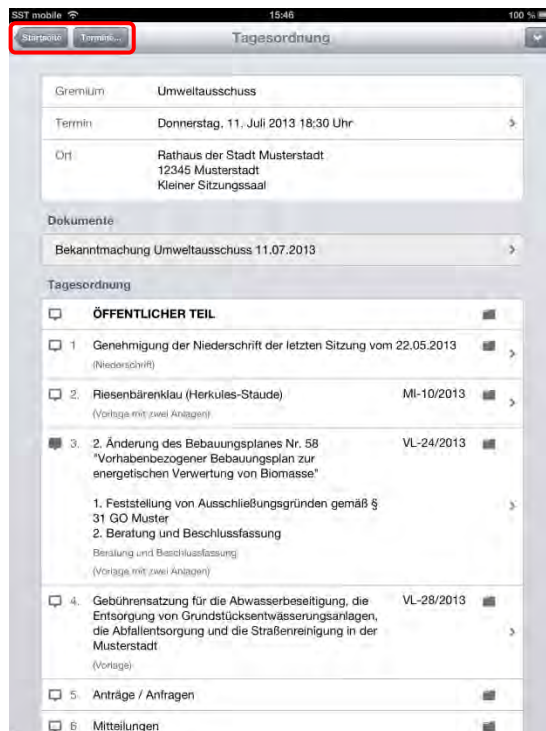 SST mobile 15:46 100 %
Startseite Termine... Tagesordnung
Gremium Umweltausschuss
Termin Donnerstag, 11. Juli 2013 18:30 Uhr
Ort Rathaus der Stadt Musterstadt
12345 Musterstadt
Kleiner Sitzungssaal
Dokumente
Bekanntmachung Umweltausschuss 11.07.2013
Tagesordnung
ÖFFENTLICHER TEIL
1 Genehmigung der Niederschrift der letzten Sitzung vom 22.05.2013
(Niederschrift)
2. Riesenbärenklau (Herkules-Staude) MI-10/2013
(Vorlage mit zwei Anlagen)
3. 2. Änderung des Bebauungsplanes Nr. 58 VL-24/2013
"Vorhabenbezogener Bebauungsplan zur
energetischen Verwertung von Biomasse"
1. Feststellung von Ausschließungsgründen gemäß §
31 GO Muster
2. Beratung und Beschlussfassung
Beratung und Beschlussfassung
(Vorlage mit zwei Anlagen)
4. Gebührensatzung für die Abwasserbeseitigung, die VL-28/2013
Entsorgung von Grundstücksentwässerungsanlagen,
die Abfallentsorgung und die Straßenreinigung in der
Musterstadt
(Vorlage)
5. Anträge / Anfragen
6 Mitteilungen